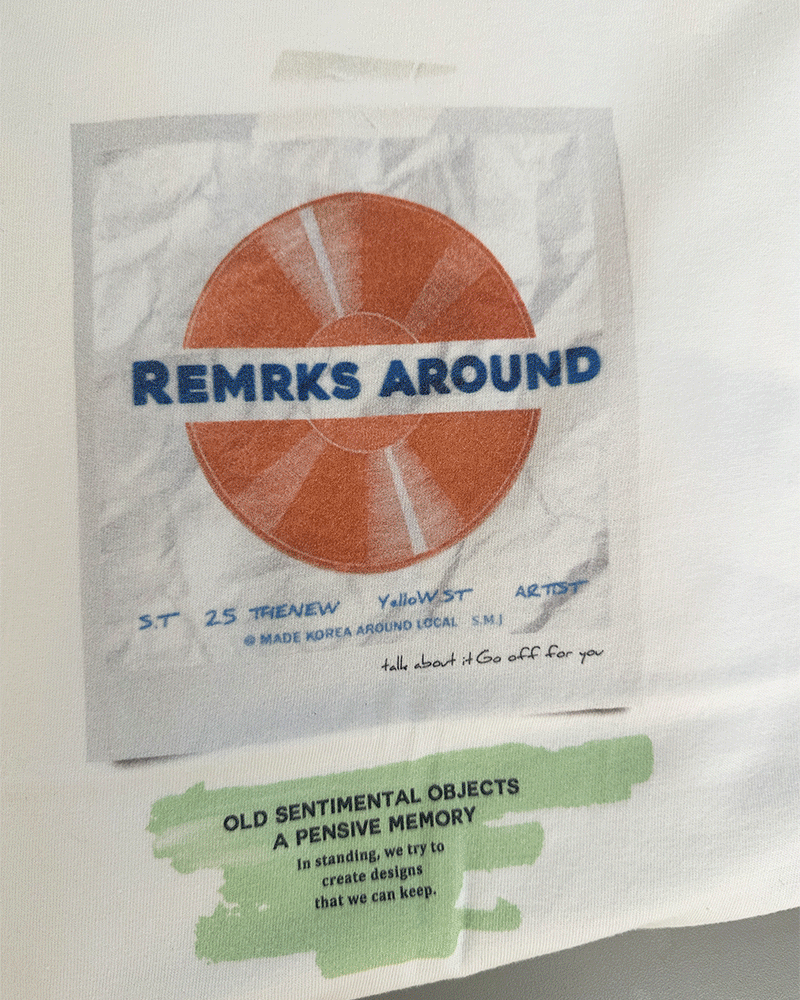 REMRKS AROUND
S.T 25 THENEW YelloW ST ARTIST
@ MADE KOREA AROUND LOCAL S.M.J
talk about it Go off for you
OLD SENTIMENTAL OBJECTS
A PENSIVE MEMORY
In standing, we try to
create designs
that we can keep.